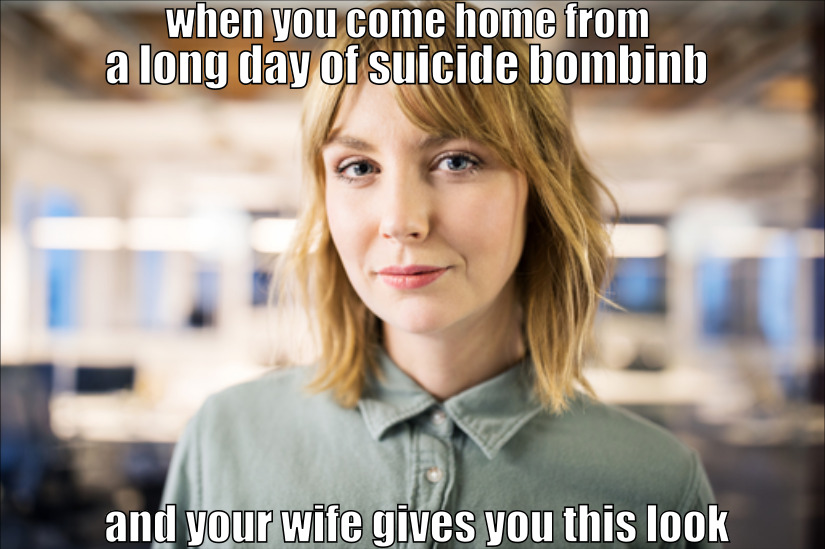 when you come home from
a long day of suicide bombinb
and your wife gives you this look